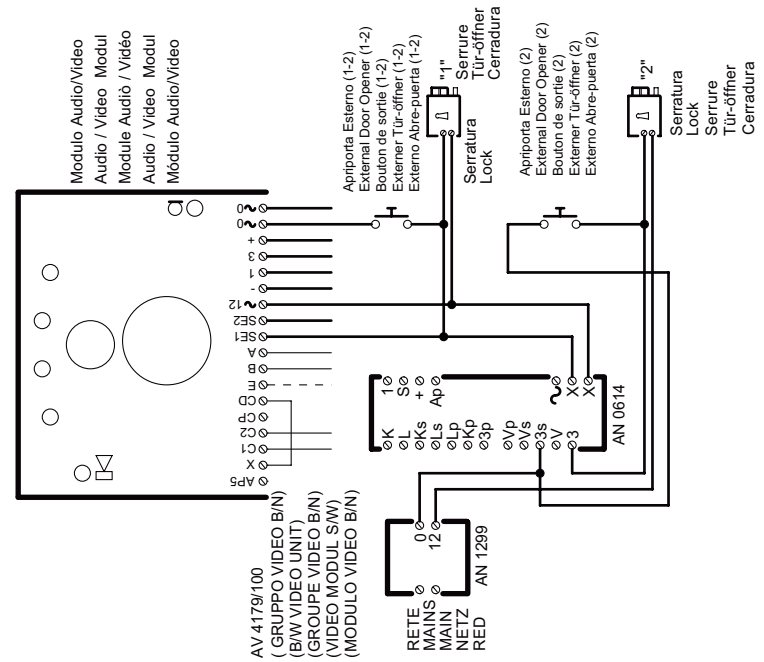 Modulo Audio/Video
Audio / Video Modul
Module Audiò / Vidéo
Audio / Video Modul
Módulo Audio/Video
Apriporta Esterno (1-2)
External Door Opener (1-2)
Bouton de sortie (1-2)
Externer Tür-öffner (1-2)
Externo Abre-puerta (1-2)
"1"
Serrure
Tür-öffner
Cerradura
Serratura
Lock
Apriporta Esterno (2)
External Door Opener (2)
Bouton de sortie (2)
Externer Tür-öffner (2)
Externo Abre-puerta (2)
"2"
Serratura
Lock
Serrure
Tür-öffner
Cerradura
0~
0~
+
3
1
-
12~
SE2
SE1
A
B
E
CD
CP
C2
C1
X
AP5
AV 4179/100
( GRUPPO VIDEO B/N)
(B/W VIDEO UNIT)
(GROUPE VIDEO B/N)
(VIDEO MODUL S/W)
(MODULO VIDEO B/N)
K
L
Ks
Ls
Lp
Kp
3p
Vp
Vs
3s
V
3
1
S
+
Ap
~
X
X
AN 0614
0
12
AN 1299
RETE
MAINS
MAIN
NETZ
RED